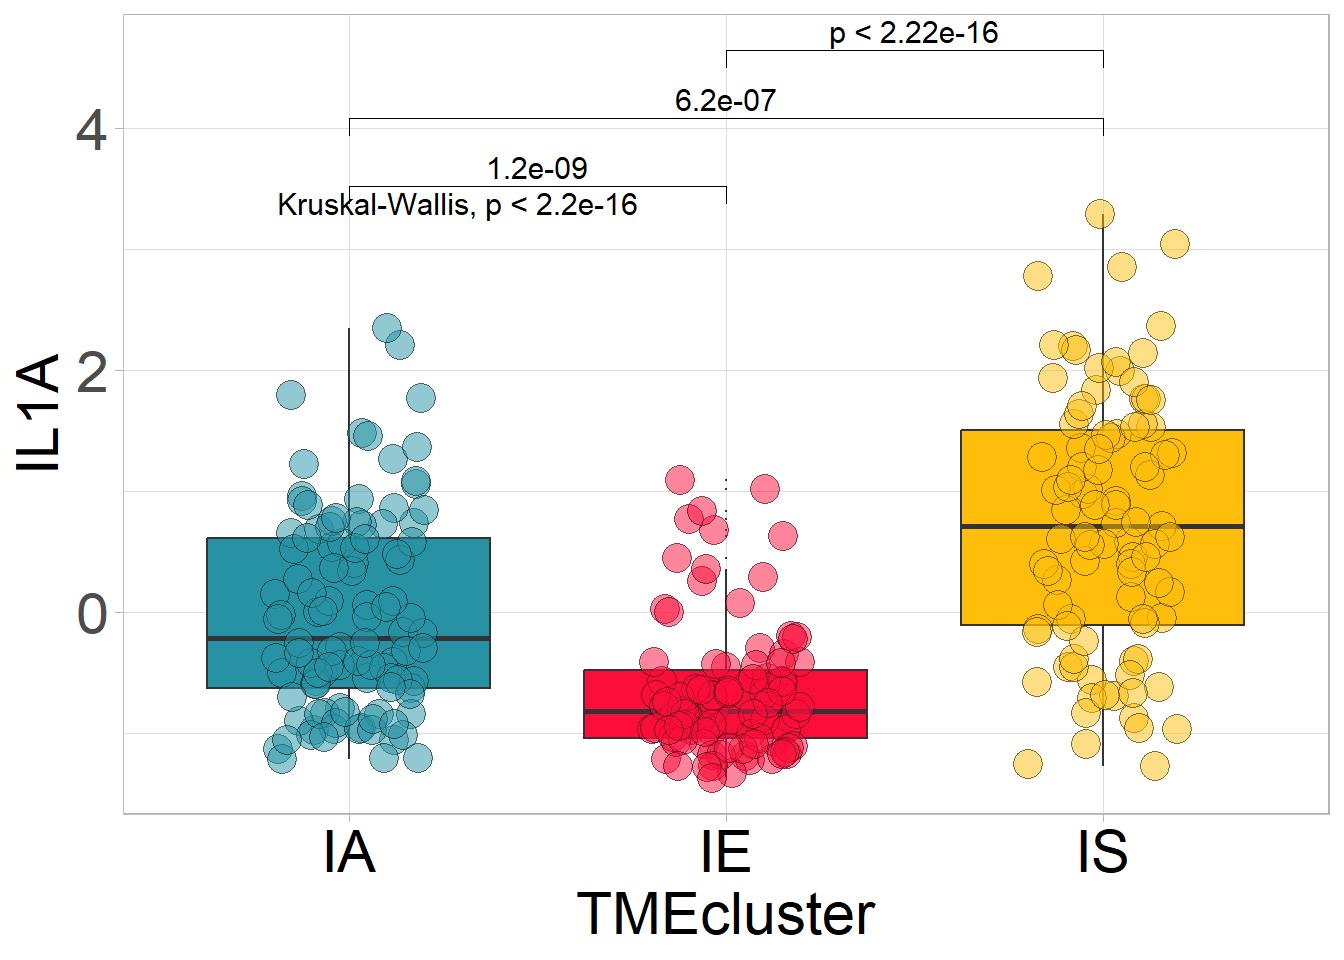 p < 2.22e-16
6.2e-07
1.2e-09
Kruskal-Wallis, p < 2.2e-16
4
2
0
IL1A
IA
IE
IS
TMEcluster